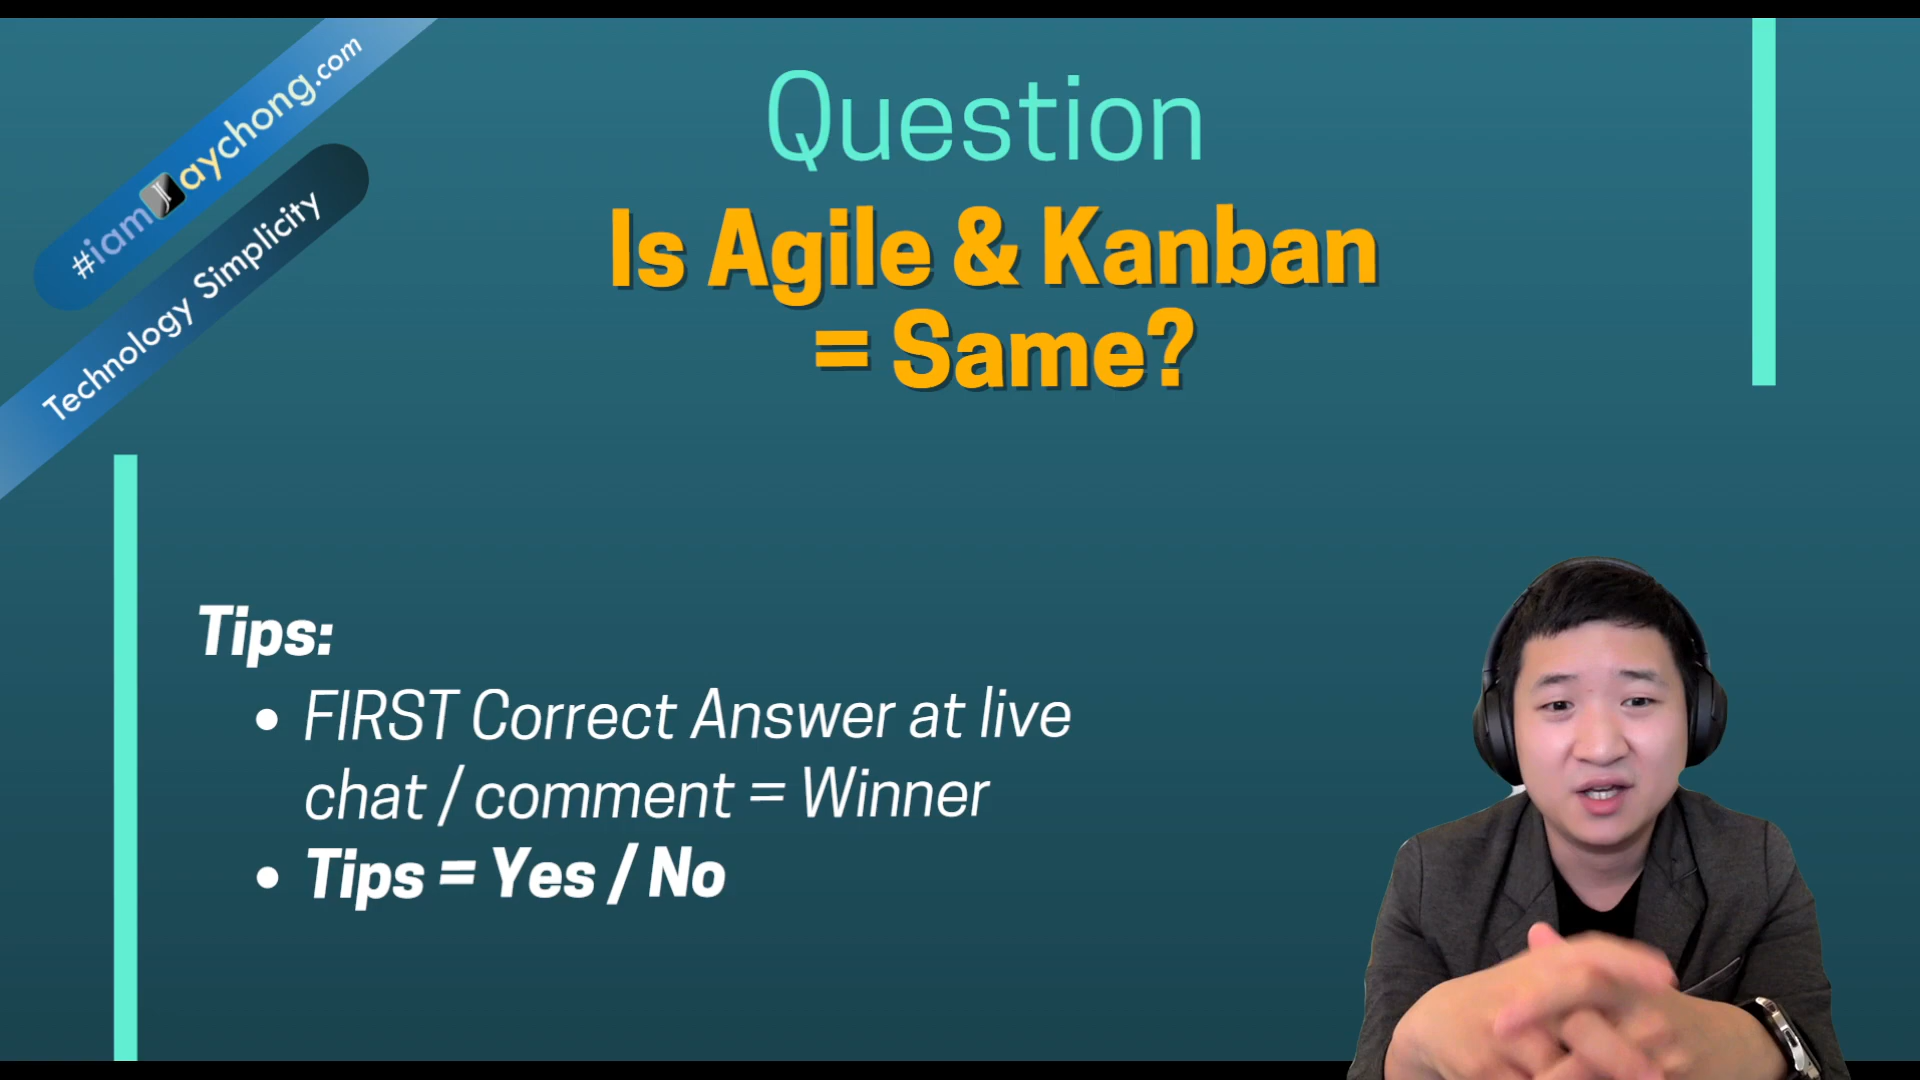 #iamJaychong.com
Technology Simplicity
Question
Is Agile & Kanban
= Same?
Tips:
• FIRST Correct Answer at live
chat / comment = Winner
• Tips = Yes / No